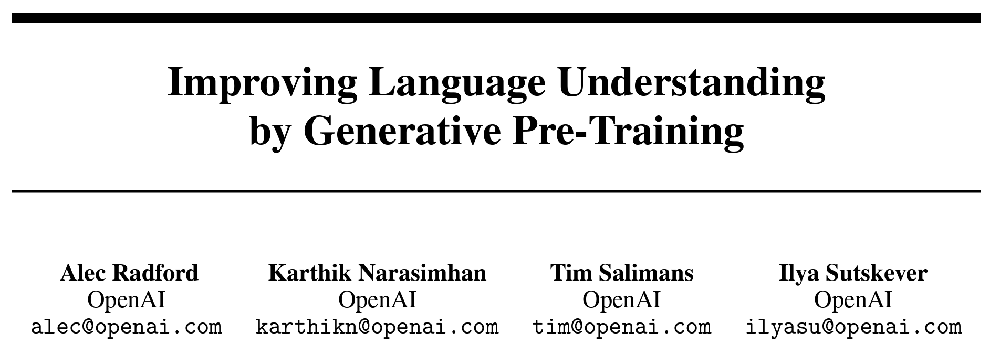 Improving Language Understanding
by Generative Pre-Training
Alec Radford
OpenAI
alec@openai.com
Karthik Narasimhan
OpenAI
karthikn@openai.com
Tim Salimans
OpenAI
tim@openai.com
Ilya Sutskever
OpenAI
ilyasu@openai.com